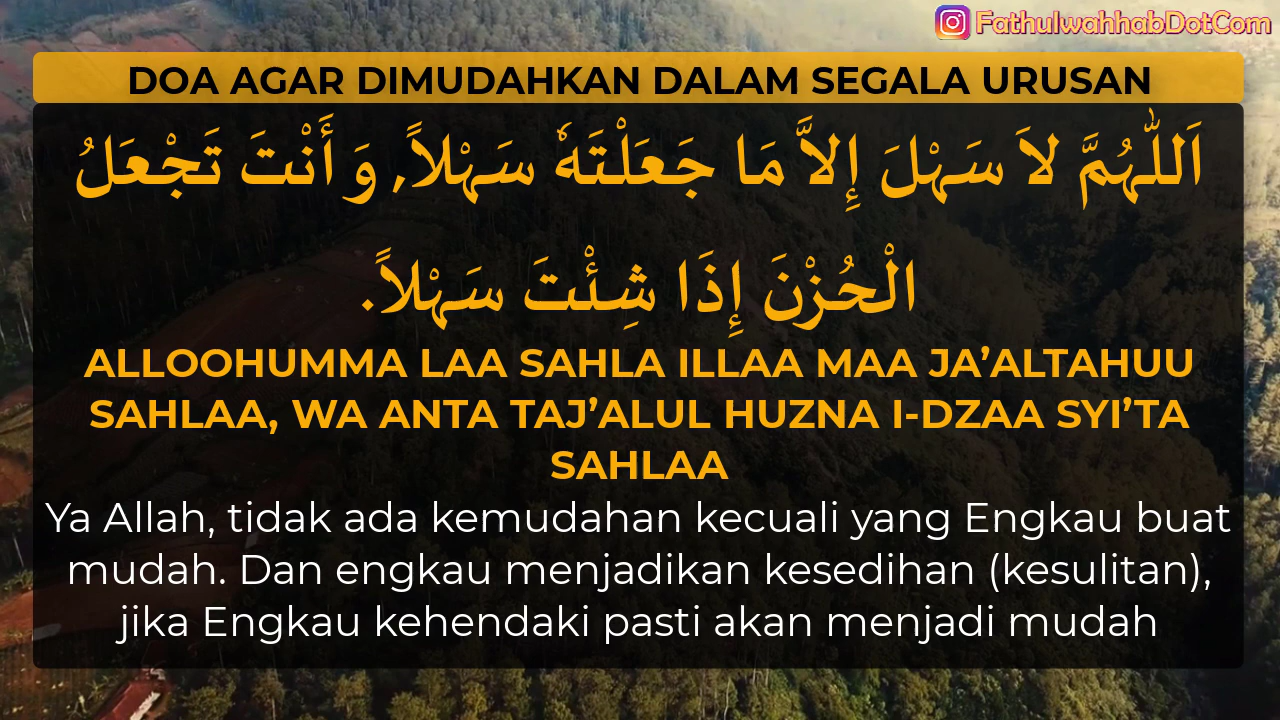 FathulwahhabDotCom
DOA AGAR DIMUDAHKAN DALAM SEGALA URUSAN
اَللّٰهُمَّ لاَ سَهْلَ إِلاَّ مَا جَعَلْتَهٗ سَهْلاً, وَأَنْتَ تَجْعَلُ
الْحُزْنَ إِذَا شِئْتَ سَهْلاً.
ALLOOHUMMA LAA SAHLA ILLAA MAA JA’ALTAHUU
SAHLAA, WA ANTA TAJ’ALUL HUZNA I-DZAA SYI’TA
SAHLAA
Ya Allah, tidak ada kemudahan kecuali yang Engkau buat
mudah. Dan engkau menjadikan kesedihan (kesulitan),
jika Engkau kehendaki pasti akan menjadi mudah